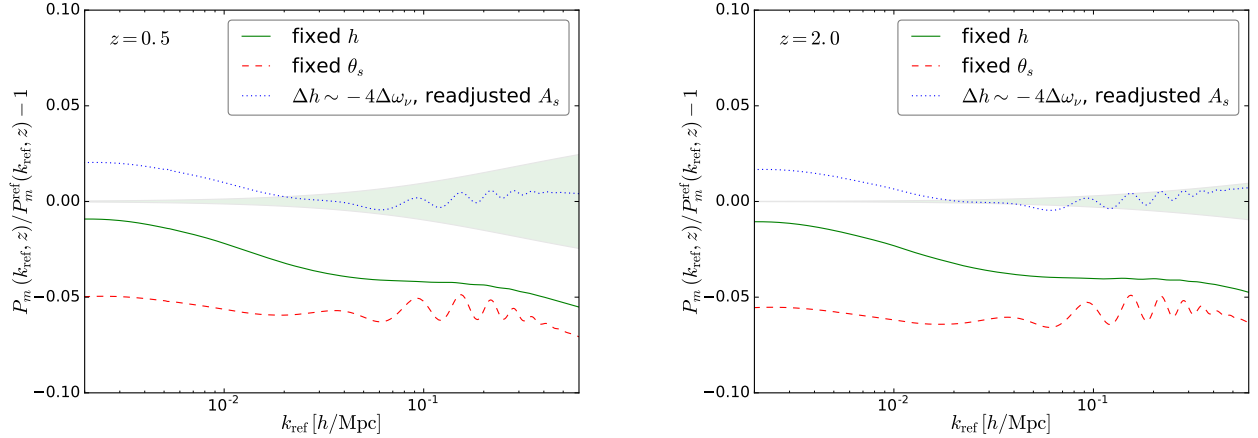 z = 0.5
fixed h
fixed θ_s
Δh ∼ −4Δω_ν, readjusted A_s
0.10
0.05
0.00
−0.05
−0.10
P_m(k_ref, z)/P_m^ref(k_ref, z) − 1
10^-2
10^-1
k_ref [h/Mpc]
z = 2.0
fixed h
fixed θ_s
Δh ∼ −4Δω_ν, readjusted A_s
0.10
0.05
0.00
−0.05
−0.10
P_m(k_ref, z)/P_m^ref(k_ref, z) − 1
10^-2
10^-1
k_ref [h/Mpc]